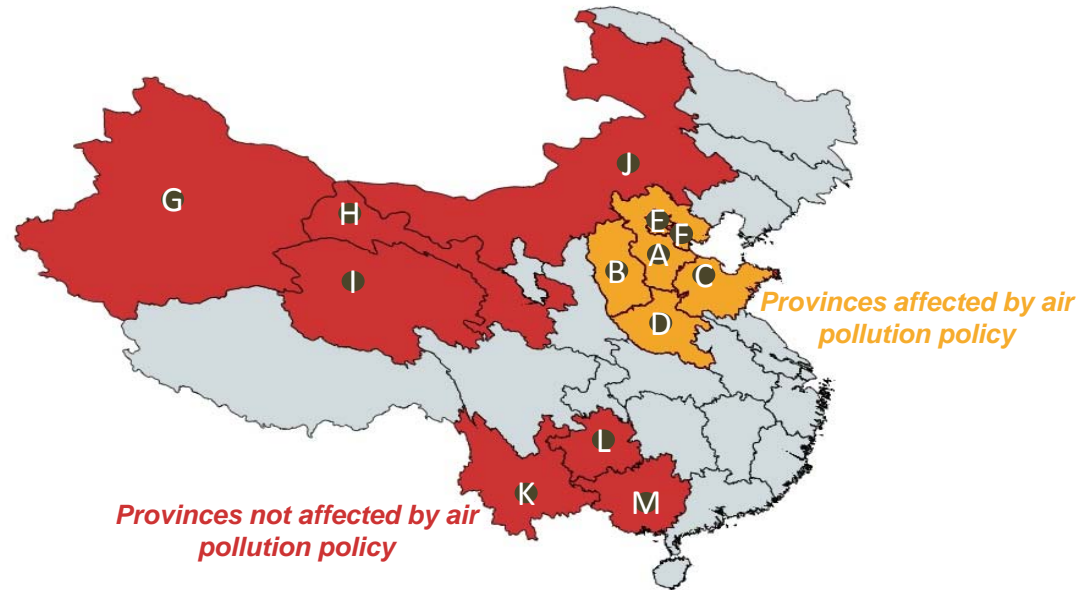 J
G
H
E
F
A
I
B
C
D
Provinces affected by air
pollution policy
L
K
M
Provinces not affected by air
pollution policy